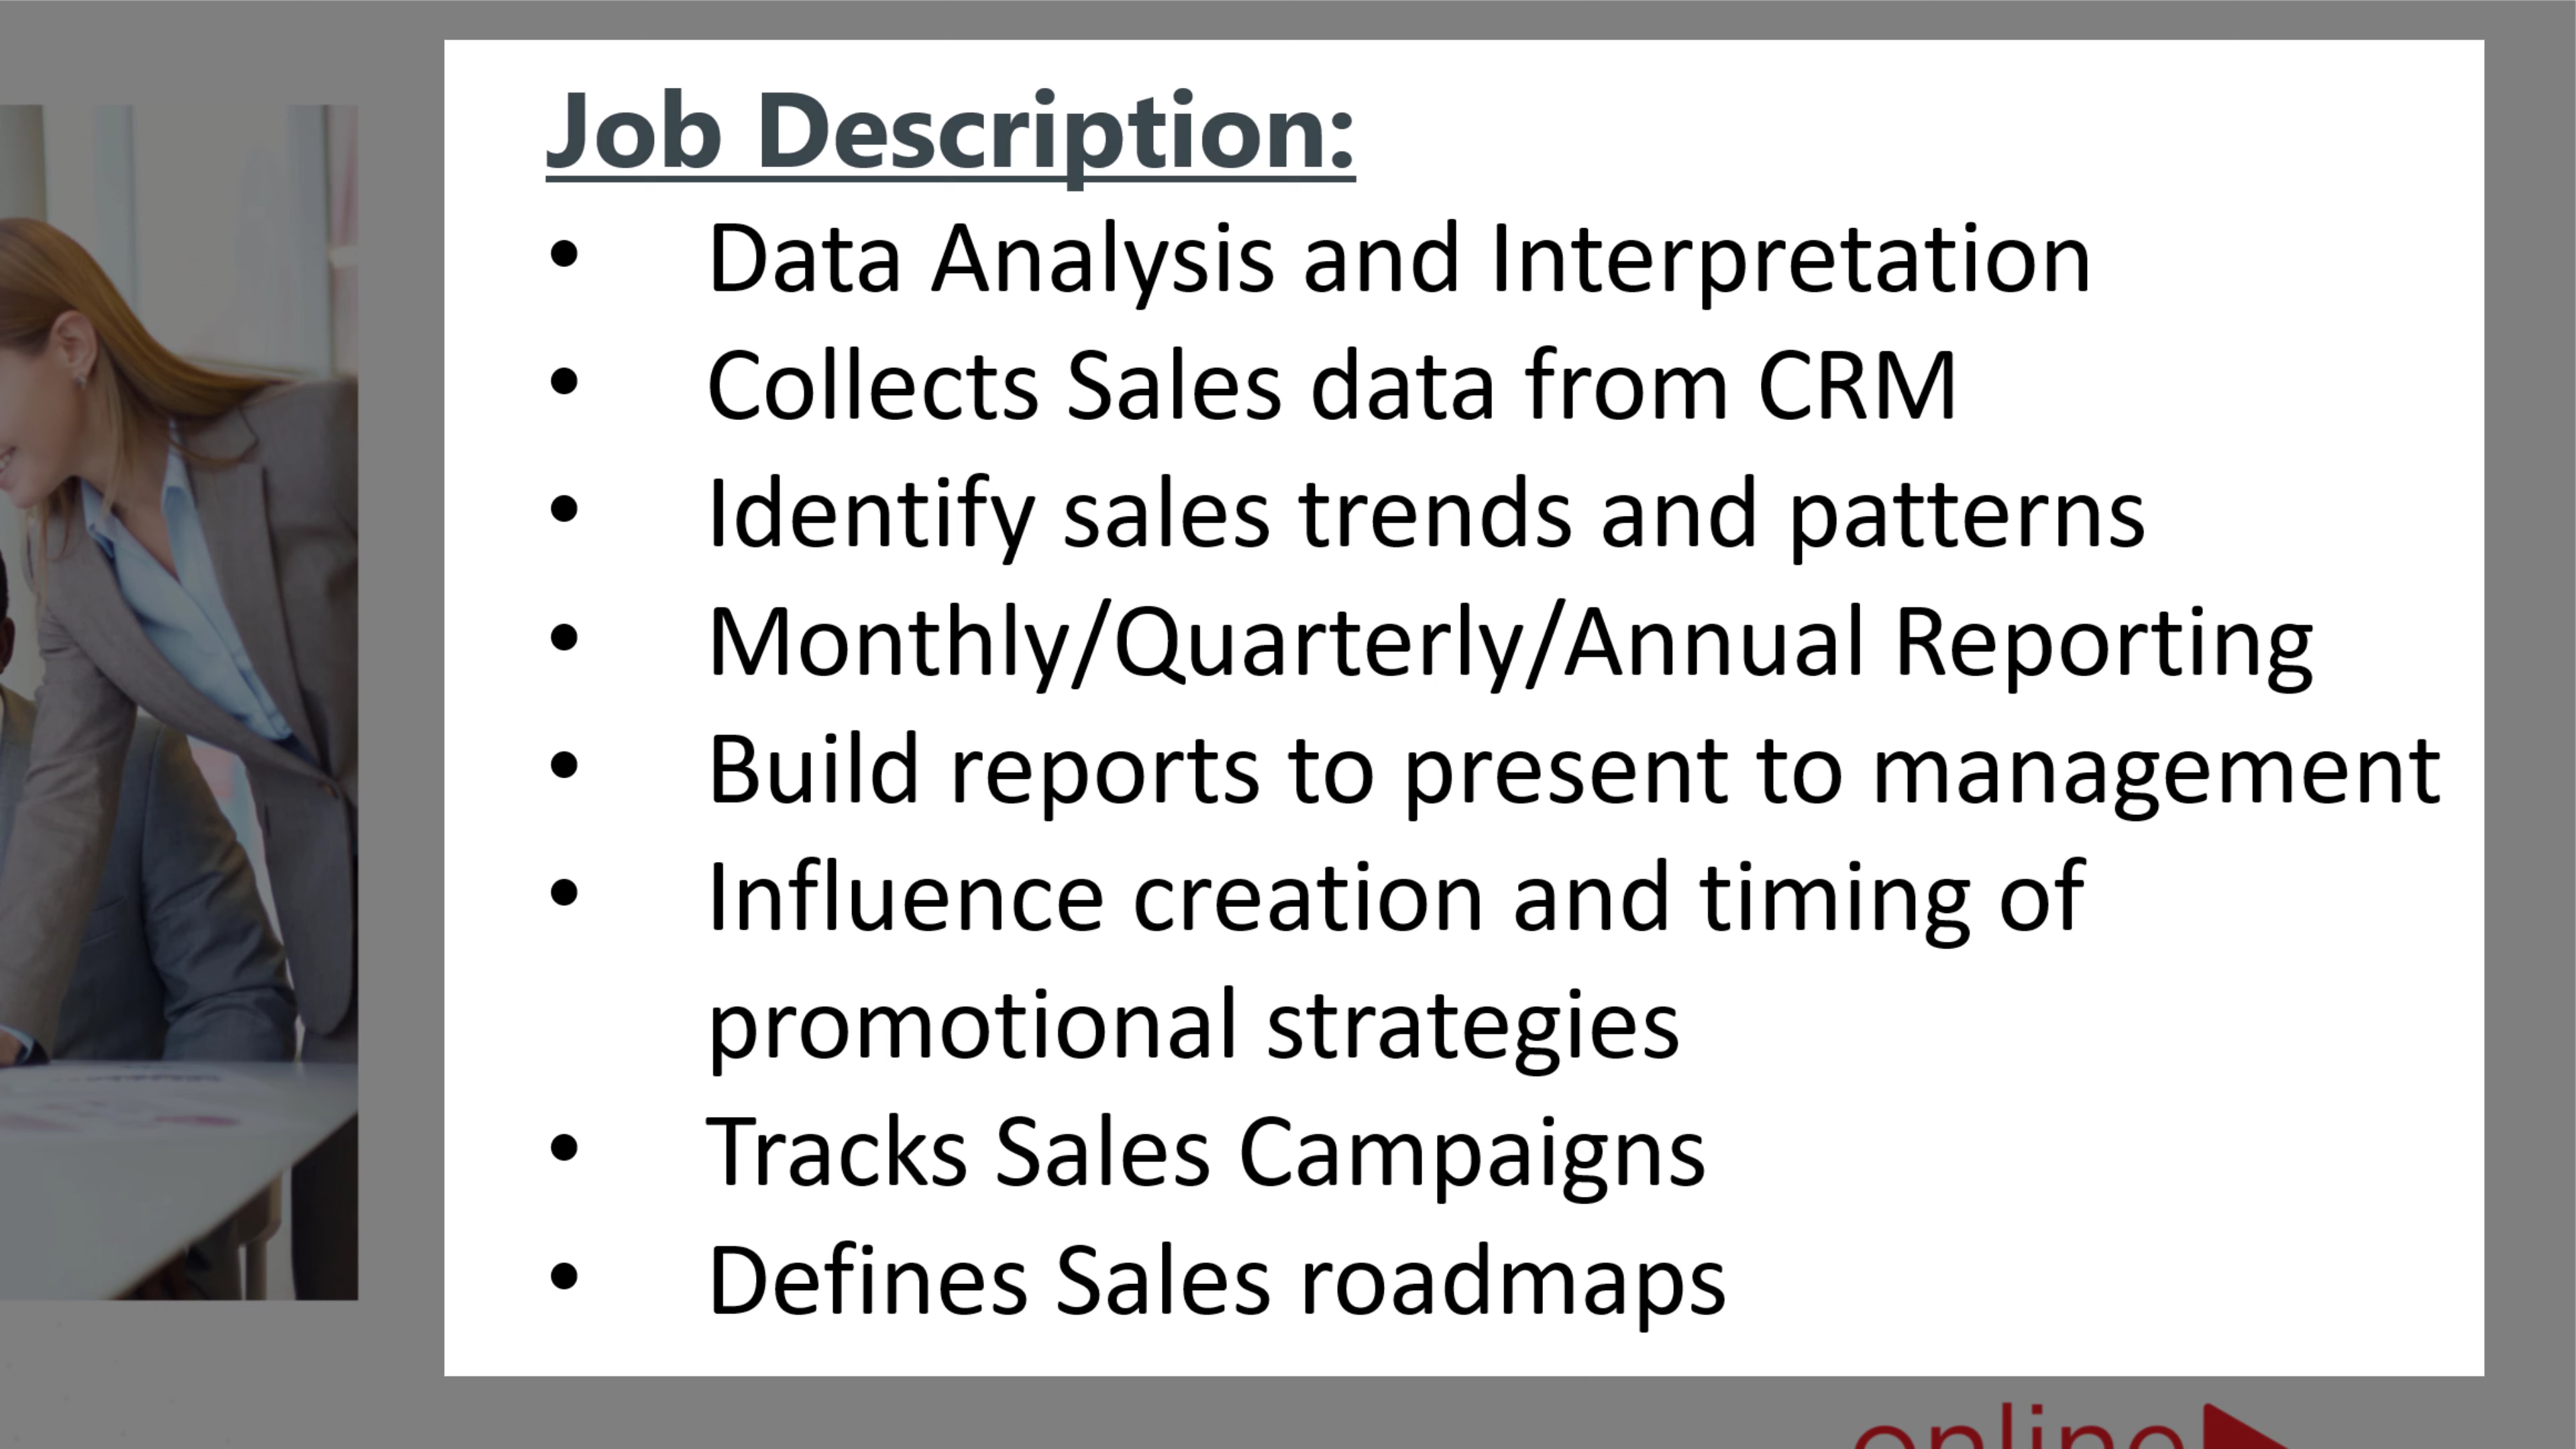 Job Description:
• Data Analysis and Interpretation
• Collects Sales data from CRM
• Identify sales trends and patterns
• Monthly/Quarterly/Annual Reporting
• Build reports to present to management
• Influence creation and timing of
promotional strategies
• Tracks Sales Campaigns
• Defines Sales roadmaps
online